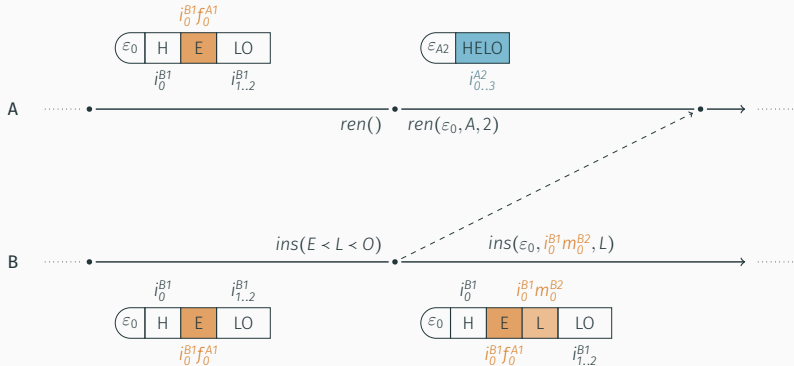 i₀ᴮ¹f₀ᴬ¹
ε₀ H E LO
i₀ᴮ¹ i₁..₂ᴮ¹
εA2 HELO
i₀..₃ᴬ²
A
ren() ren(ε₀, A, 2)
ins(E < L < O) ins(ε₀, i₀ᴮ¹m₀ᴮ², L)
B
i₀ᴮ¹ i₁..₂ᴮ¹
ε₀ H E LO
i₀ᴮ¹f₀ᴬ¹
i₀ᴮ¹ i₀ᴮ¹m₀ᴮ²
ε₀ H E L LO
i₀ᴮ¹f₀ᴬ¹ i₁..₂ᴮ¹